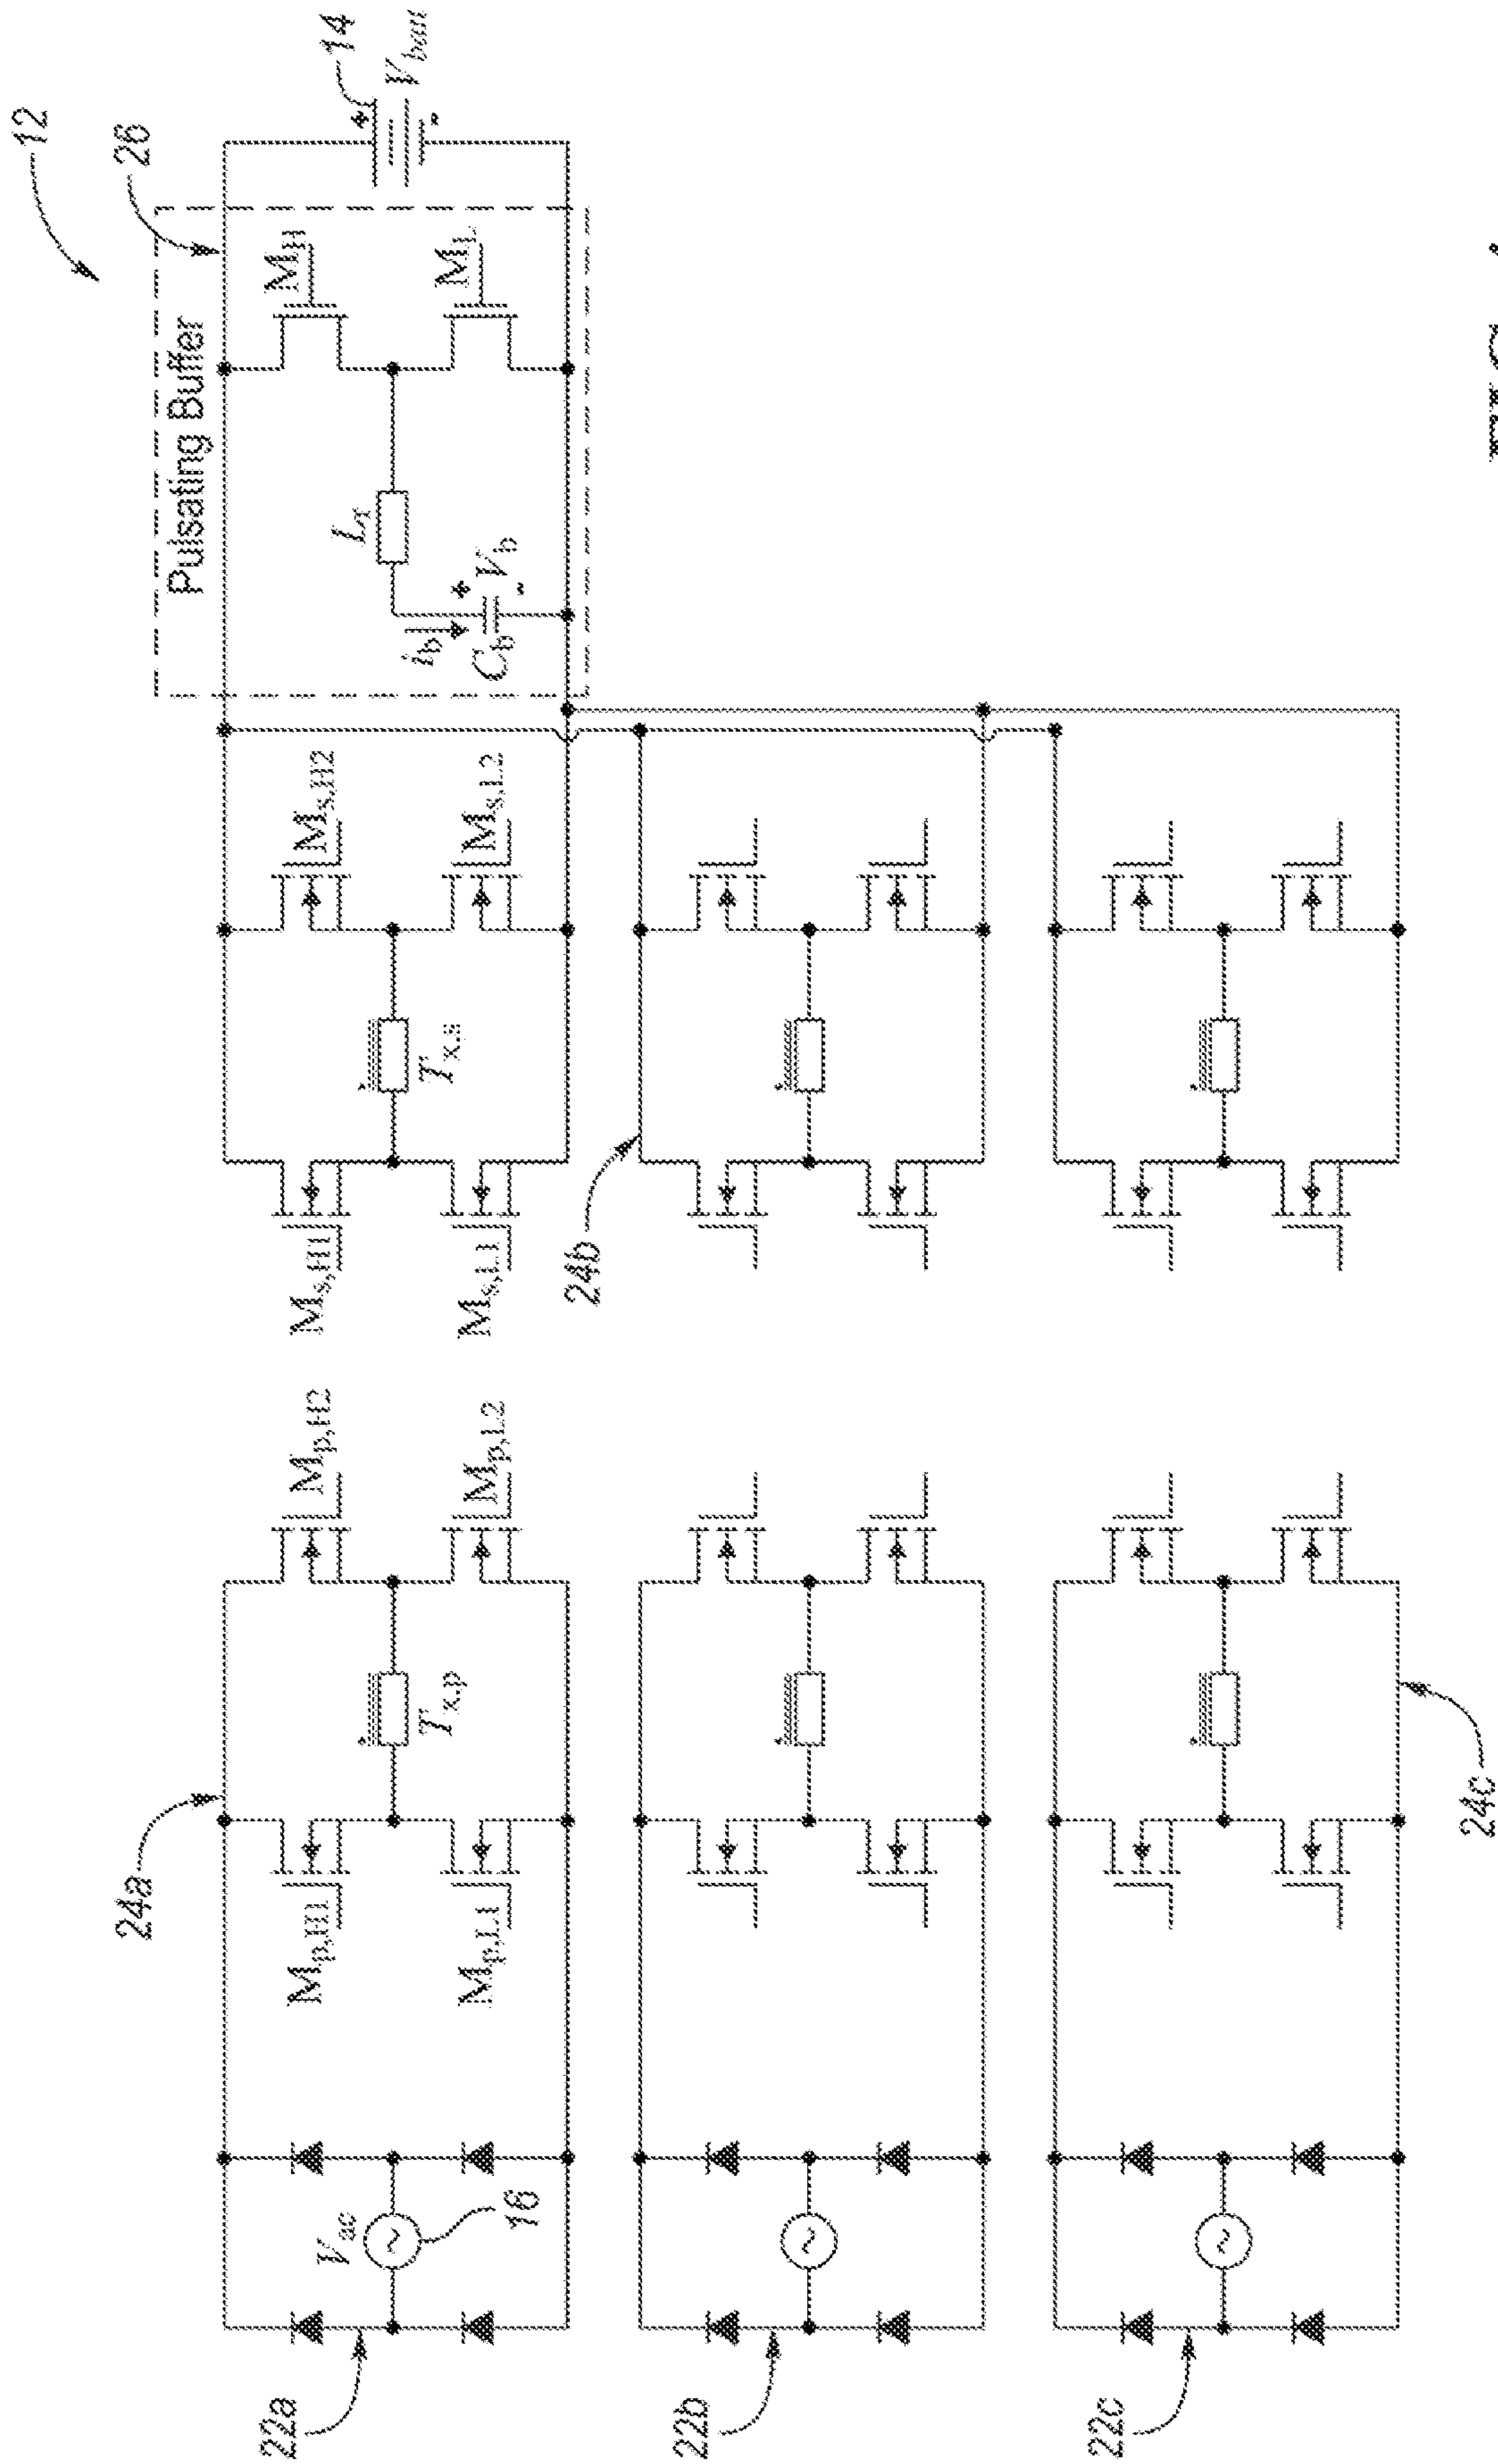 12
26
14
Pulsating Buffer
M_H
M_L
L_r
i_b
C_b
V_b
+
-
+
-
V_batt
24a
M_p,H1
M_p,L1
T_x,p
M_p,H2
M_p,L2
M_s,H1
M_s,L1
T_x,s
M_s,H2
M_s,L2
22a
V_ac
16
22b
24b
22c
24c